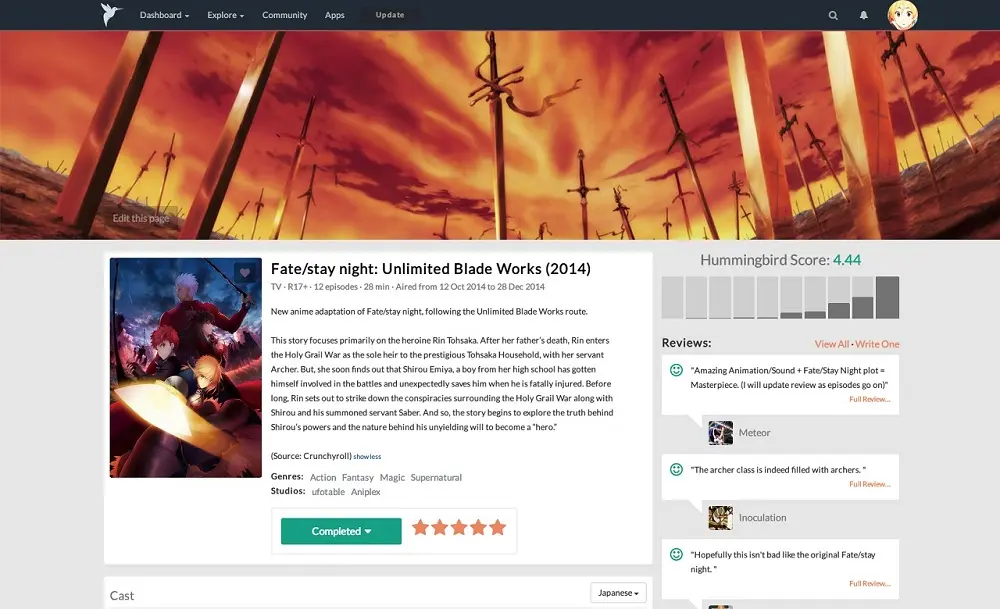 Dashboard Explore Community Apps Update
Edit this page
Fate/stay night: Unlimited Blade Works (2014)
TV · R17+ · 12 episodes · 28 min · Aired from 12 Oct 2014 to 28 Dec 2014
New anime adaptation of Fate/stay night, following the Unlimited Blade Works route.
This story focuses primarily on the heroine Rin Tohsaka. After her father's death, Rin enters
the Holy Grail War as the sole heir to the prestigious Tohsaka Household, with her servant
Archer. But, she soon finds out that Shirou Emiya, a boy from her high school has gotten
himself involved in the battles and unexpectedly saves him when he is fatally injured. Before
long, Rin sets out to strike down the conspiracies surrounding the Holy Grail War along with
Shirou and his summoned servant Saber. And so, the story begins to explore the truth behind
Shirou's powers and the nature behind his unyielding will to become a "hero."
(Source: Crunchyroll) show less
Genres: Action Fantasy Magic Supernatural
Studios: ufotable Aniplex
Completed
Cast
Japanese
Hummingbird Score: 4.44
Reviews: View All · Write One
"Amazing Animation/Sound + Fate/Stay Night plot =
Masterpiece. (I will update review as episodes go on)"
Full Review...
Meteor
"The archer class is indeed filled with archers. "
Full Review...
Inoculation
"Hopefully this isn't bad like the original Fate/stay
night. "
Full Review...